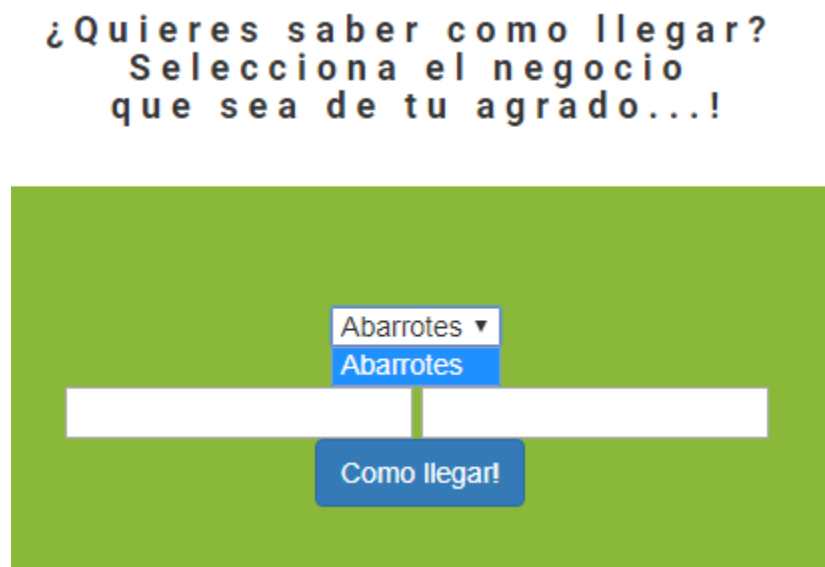 ¿Quieres saber como llegar?
Selecciona el negocio
que sea de tu agrado...!
Abarrotes
Abarrotes
Como llegar!